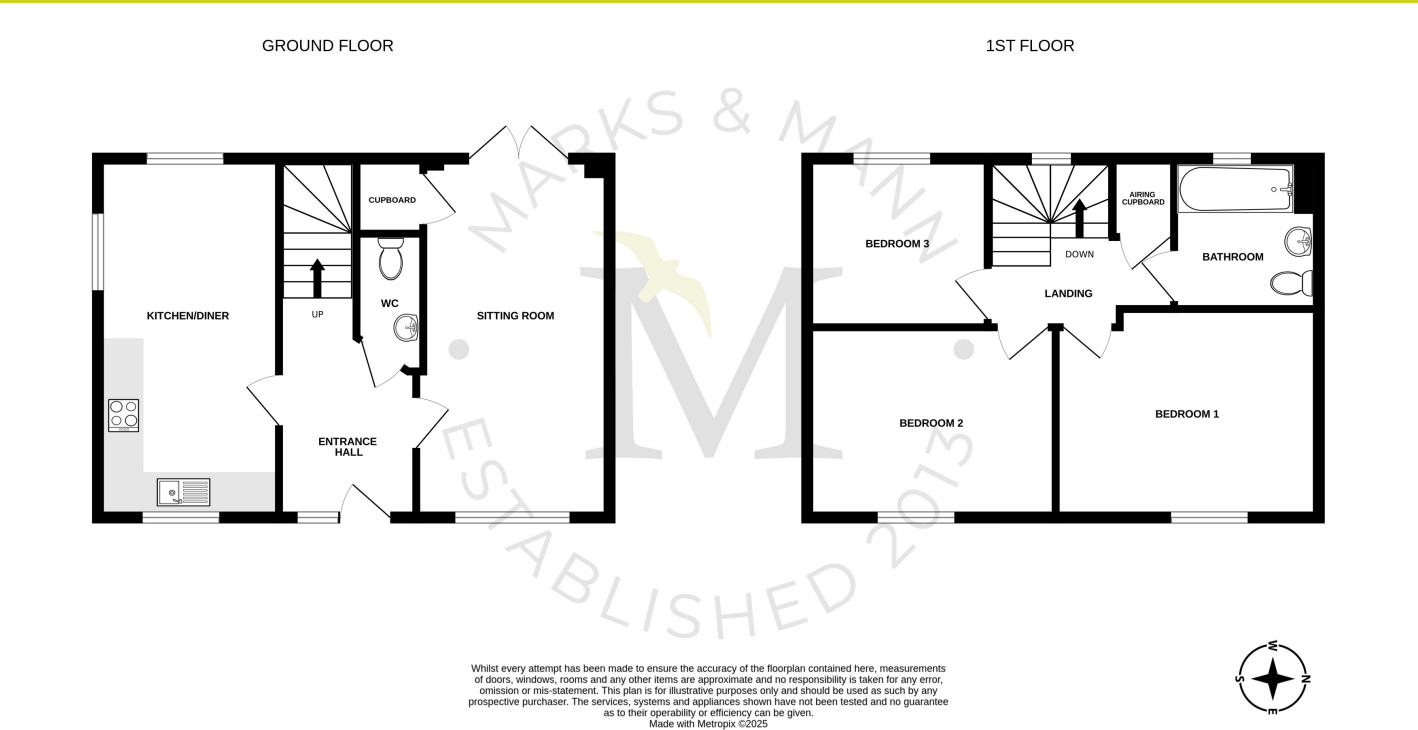 GROUND FLOOR
1ST FLOOR
MARKS & MANN
CUPBOARD
AIRING
CUPBOARD
BEDROOM 3
DOWN
BATHROOM
WC
LANDING
KITCHEN/DINER
UP
SITTING ROOM
M
BEDROOM 1
BEDROOM 2
ENTRANCE
HALL
ESTABLISHED 2013
W
N
S
E
Whilst every attempt has been made to ensure the accuracy of the floorplan contained here, measurements
of doors, windows, rooms and any other items are approximate and no responsibility is taken for any error,
omission or mis-statement. This plan is for illustrative purposes only and should be used as such by any
prospective purchaser. The services, systems and appliances shown have not been tested and no guarantee
as to their operability or efficiency can be given.
Made with Metropix ©2025